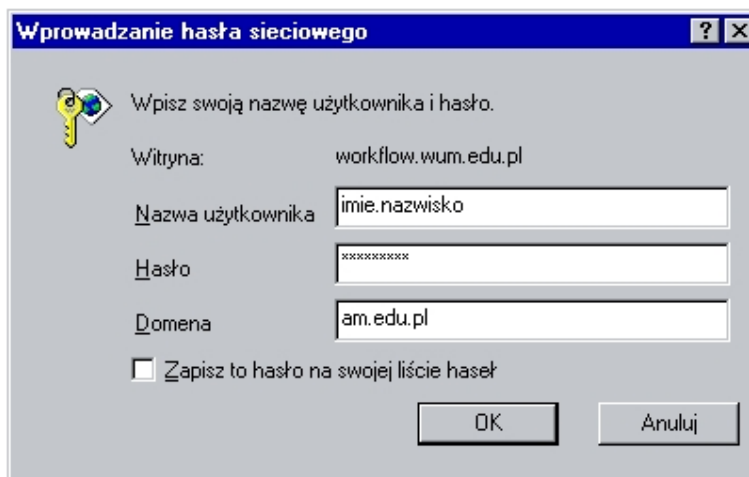 Wprowadzanie hasła sieciowego
Wpisz swoją nazwę użytkownika i hasło.
Witryna: workflow.wum.edu.pl
Nazwa użytkownika imie.nazwisko
Hasło ×××××××××
Domena am.edu.pl
Zapisz to hasło na swojej liście haseł
OK Anuluj